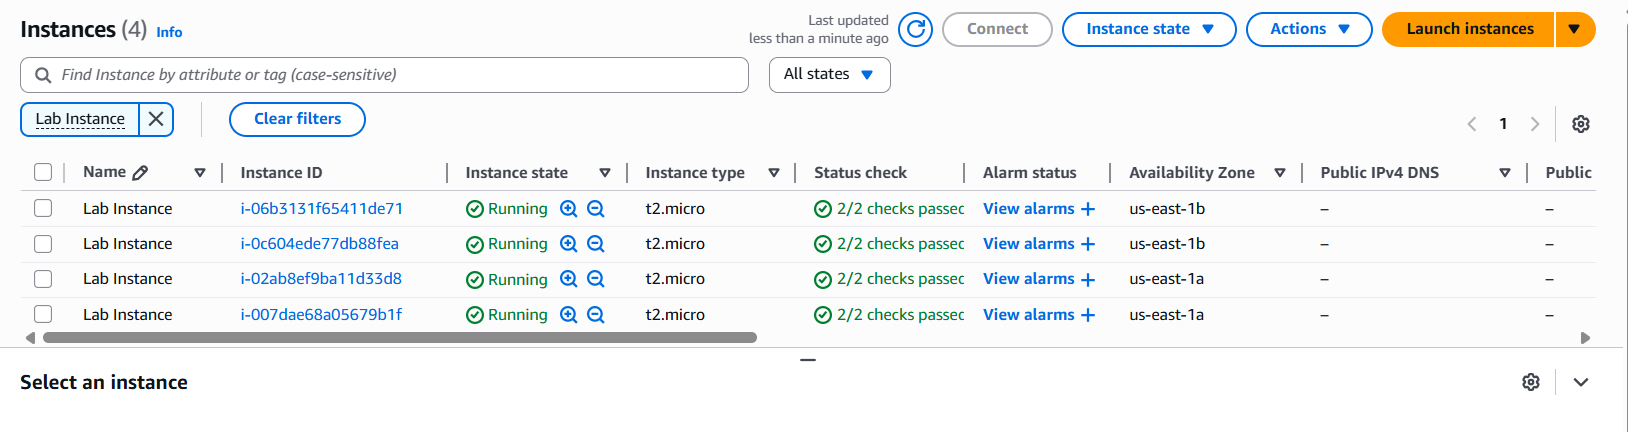 Instances (4) Info
Last updated
less than a minute ago
Connect
Instance state
Actions
Launch instances
Find Instance by attribute or tag (case-sensitive)
All states
Lab Instance
Clear filters
1
Name Instance ID Instance state Instance type Status check Alarm status Availability Zone Public IPv4 DNS Public
Lab Instance i-06b3131f65411de71 Running t2.micro 2/2 checks passed View alarms + us-east-1b – –
Lab Instance i-0c604ede77db88fea Running t2.micro 2/2 checks passed View alarms + us-east-1b – –
Lab Instance i-02ab8ef9ba11d33d8 Running t2.micro 2/2 checks passed View alarms + us-east-1a – –
Lab Instance i-007dae68a05679b1f Running t2.micro 2/2 checks passed View alarms + us-east-1a – –
Select an instance